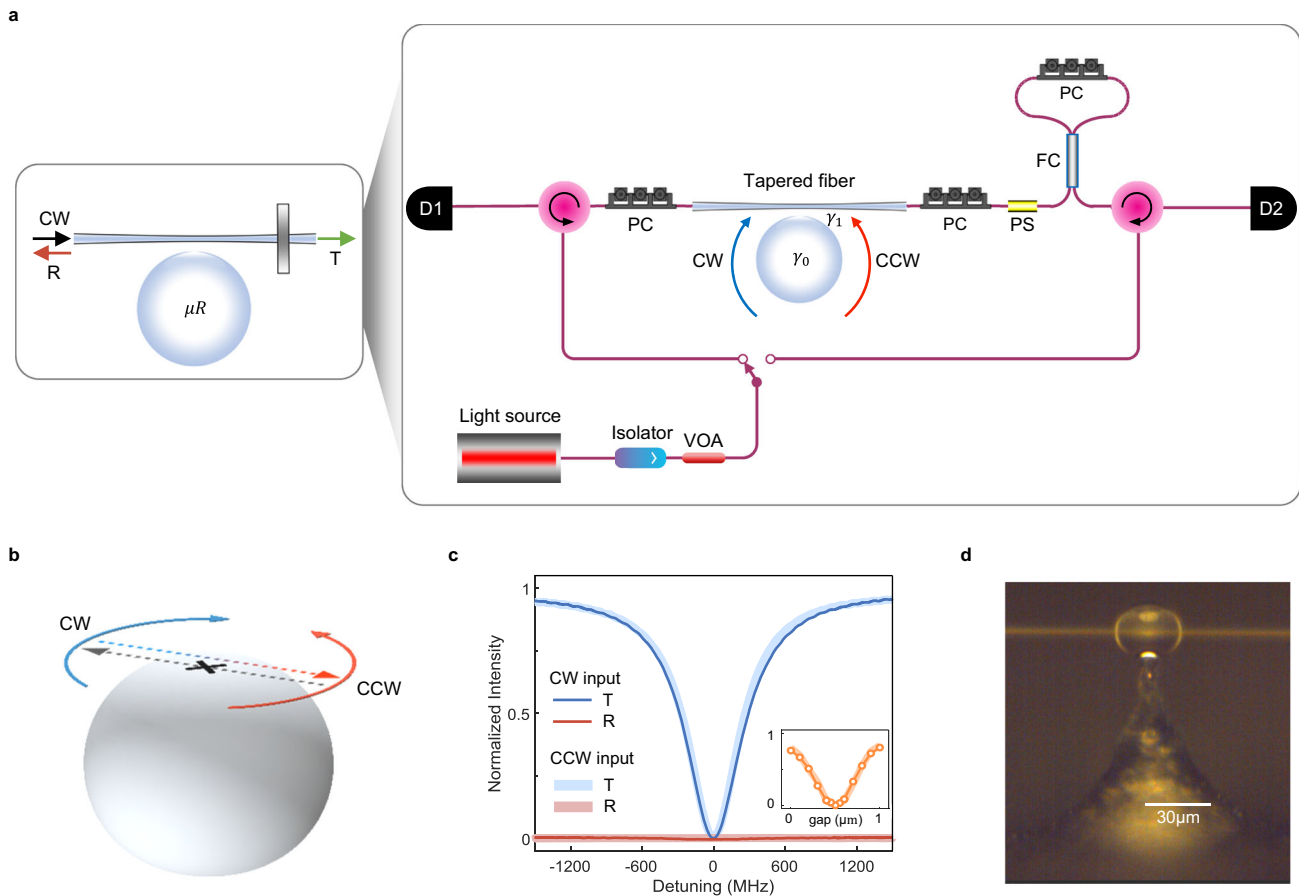 a
PC
FC
Tapered fiber
D1
PC
PC
PS
D2
CW
R
T
γ1
CW
γ0
CCW
μR
Light source
Isolator
VOA
b
c
d
CW
CCW
Normalized Intensity
1
0.5
0
CW input
T
R
CCW input
T
R
1
0
0
gap (μm)
1
-1200
-600
0
600
1200
Detuning (MHz)
30μm